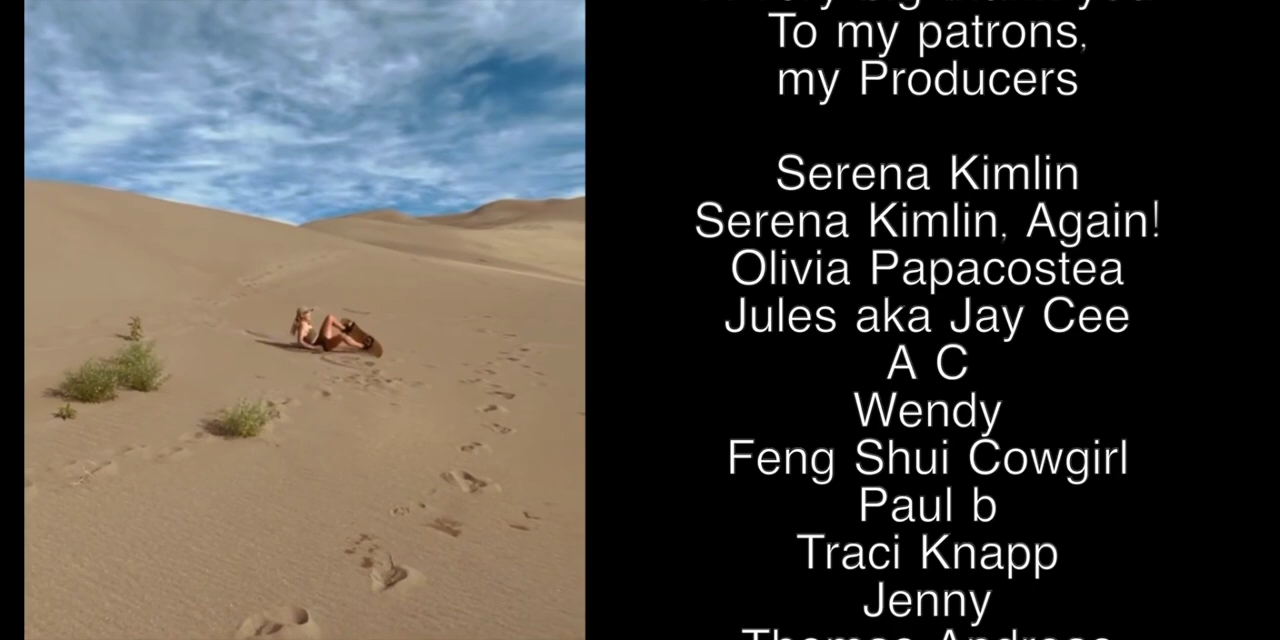 To my patrons,
my Producers
Serena Kimlin
Serena Kimlin, Again!
Olivia Papacostea
Jules aka Jay Cee
A C
Wendy
Feng Shui Cowgirl
Paul b
Traci Knapp
Jenny